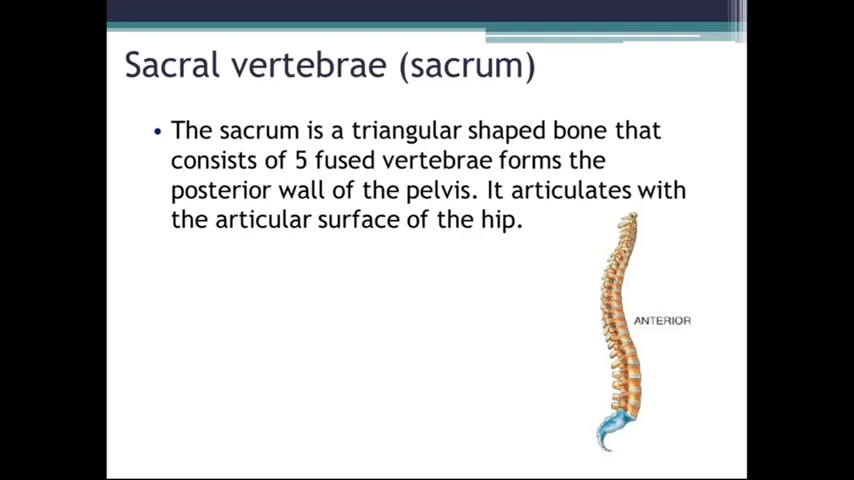 Sacral vertebrae (sacrum)
• The sacrum is a triangular shaped bone that
consists of 5 fused vertebrae forms the
posterior wall of the pelvis. It articulates with
the articular surface of the hip.
ANTERIOR